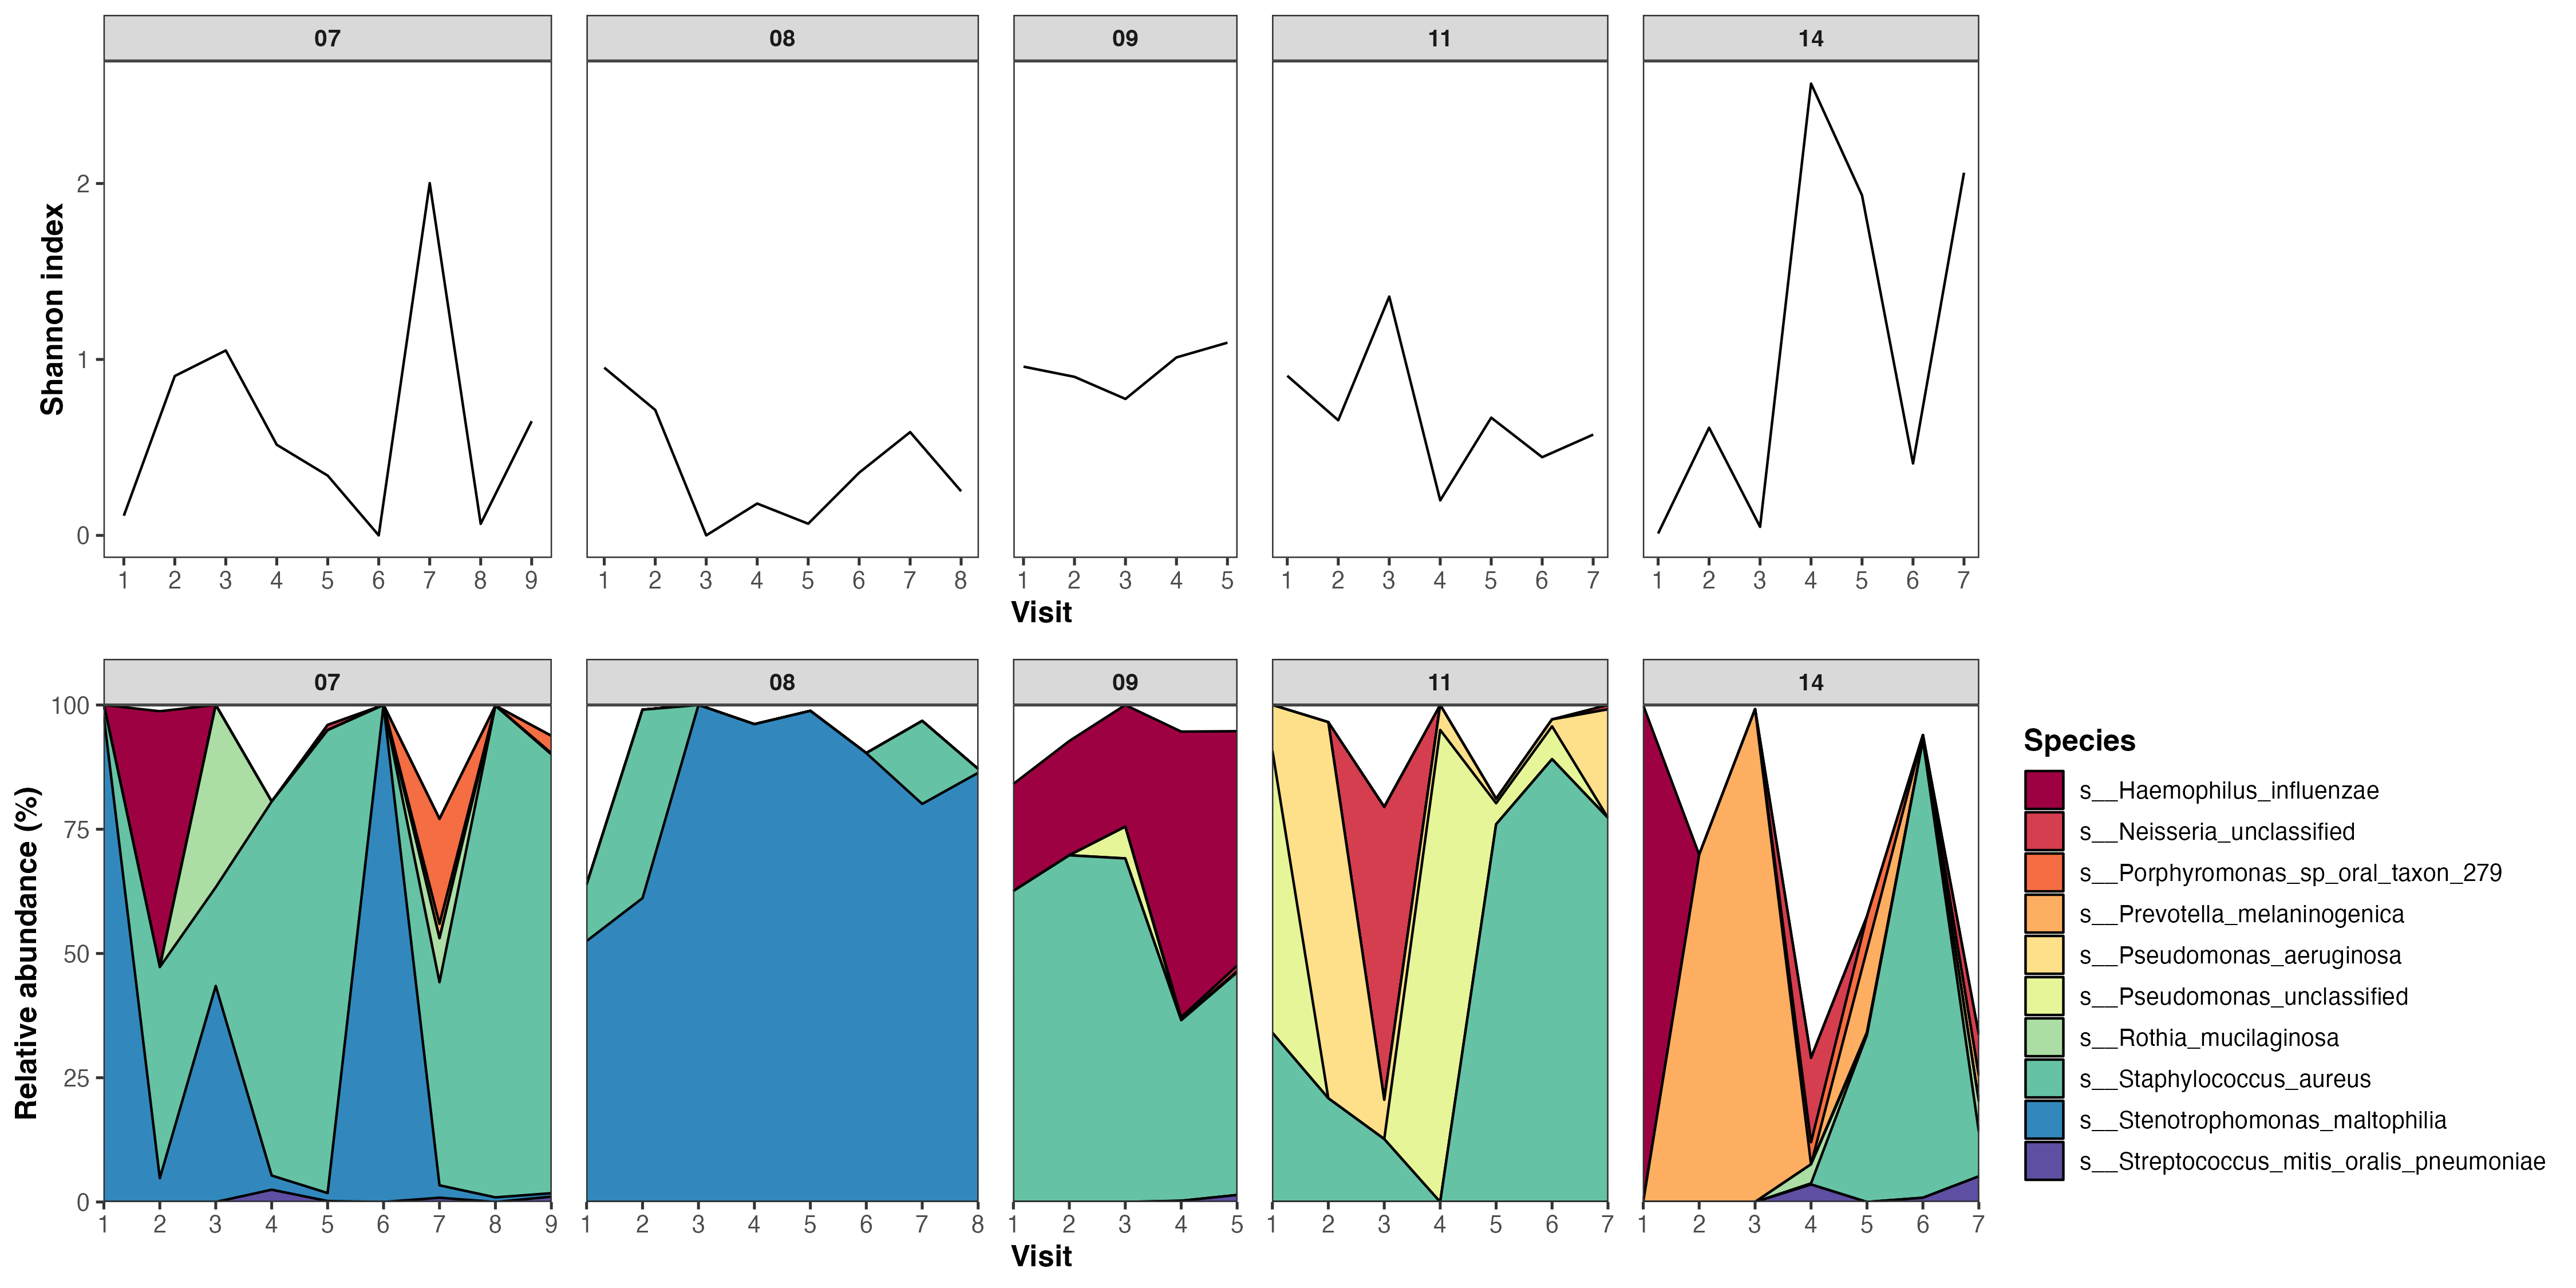 07 08 09 11 14
Shannon index
2
1
0
1 2 3 4 5 6 7 8 9 1 2 3 4 5 6 7 8 1 2 3 4 5 1 2 3 4 5 6 7 1 2 3 4 5 6 7
Visit
07 08 09 11 14
Relative abundance (%)
100
75
50
25
0
1 2 3 4 5 6 7 8 9 1 2 3 4 5 6 7 8 1 2 3 4 5 1 2 3 4 5 6 7 1 2 3 4 5 6 7
Visit
Species
s__Haemophilus_influenzae
s__Neisseria_unclassified
s__Porphyromonas_sp_oral_taxon_279
s__Prevotella_melaninogenica
s__Pseudomonas_aeruginosa
s__Pseudomonas_unclassified
s__Rothia_mucilaginosa
s__Staphylococcus_aureus
s__Stenotrophomonas_maltophilia
s__Streptococcus_mitis_oralis_pneumoniae